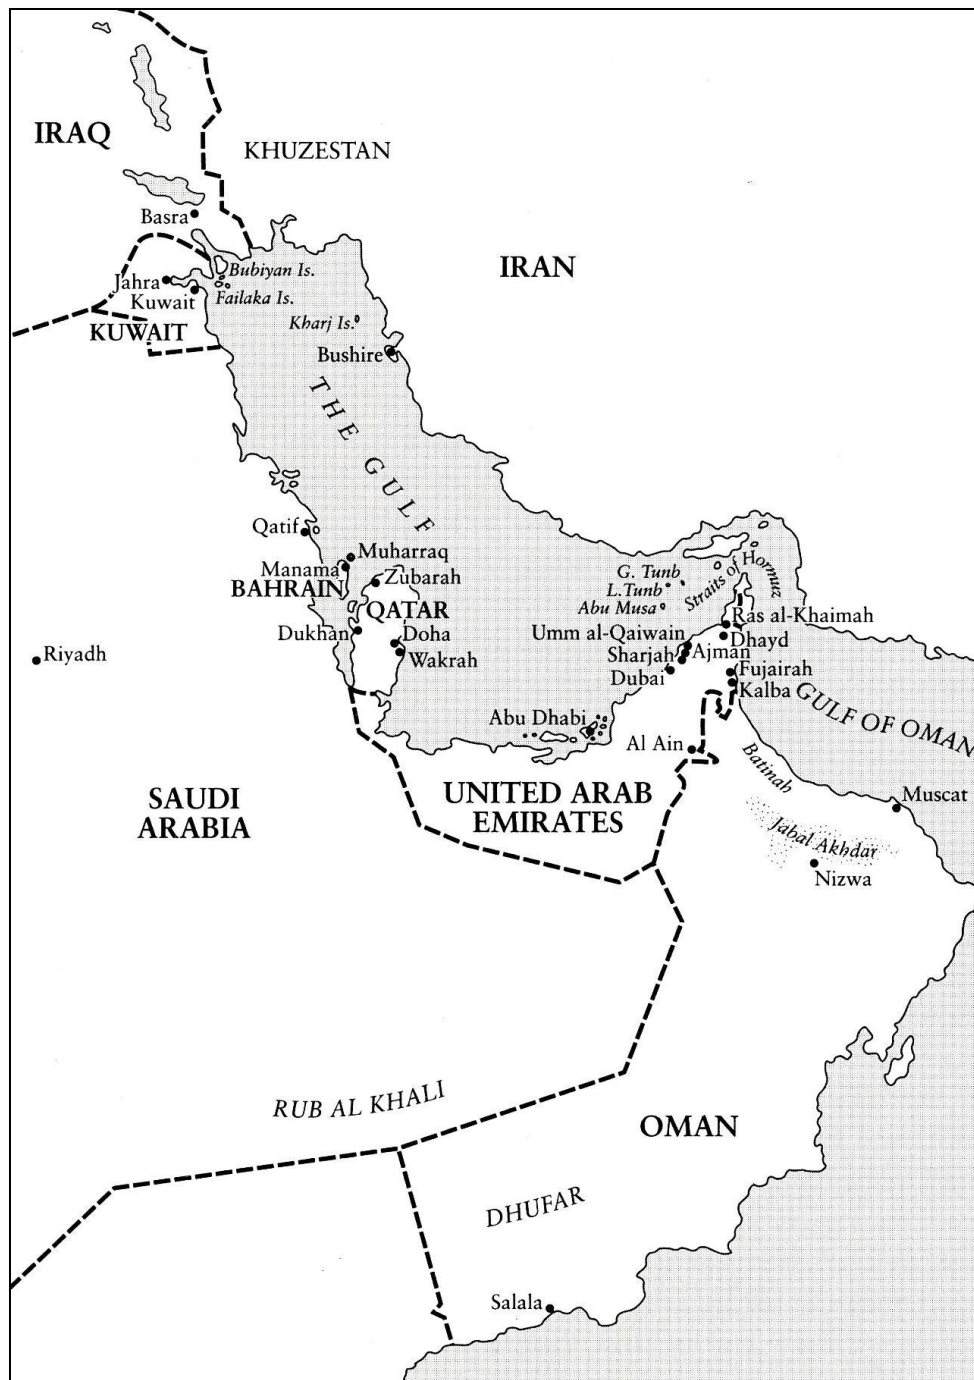 IRAQ
KHUZESTAN
Basra
IRAN
Bubiyan Is.
Jahra
Kuwait
Failaka Is.
KUWAIT
Kharj Is.
Bushire
THE GULF
Qatif
Muharraq
Manama
Zubarah
BAHRAIN
QATAR
Dukhan
Doha
Wakrah
Riyadh
G. Tunb
L.Tunb
Abu Musa
Straits of Hormuz
Ras al-Khaimah
Umm al-Qaiwain
Dhayd
Sharjah
Ajman
Dubai
Fujairah
Kalba
GULF OF OMAN
Abu Dhabi
Al Ain
Batinah
SAUDI
ARABIA
UNITED ARAB
EMIRATES
Muscat
Jabal Akhdar
Nizwa
RUB AL KHALI
OMAN
DHUFAR
Salala